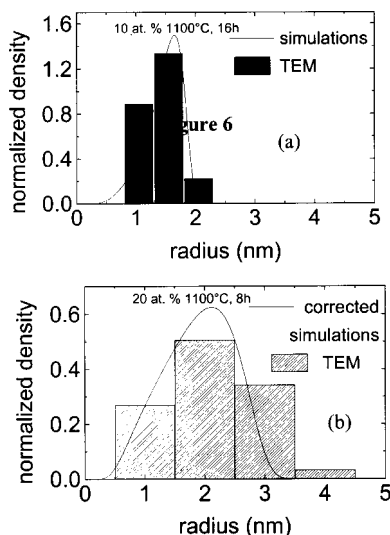 10 at. % 1100°C, 16h
simulations
TEM
gure 6
(a)
normalized density
1.6
1.2
0.8
0.4
0.0
0 1 2 3 4 5
radius (nm)
20 at. % 1100°C, 8h
corrected
simulations
TEM
(b)
normalized density
0.6
0.4
0.2
0.0
0 1 2 3 4 5
radius (nm)